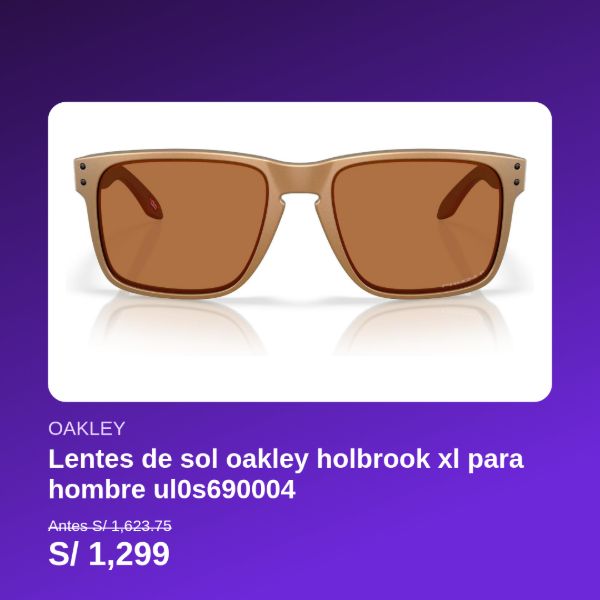 OAKLEY
Lentes de sol oakley holbrook xl para
hombre ul0s690004
Antes S/ 1,623.75
S/ 1,299